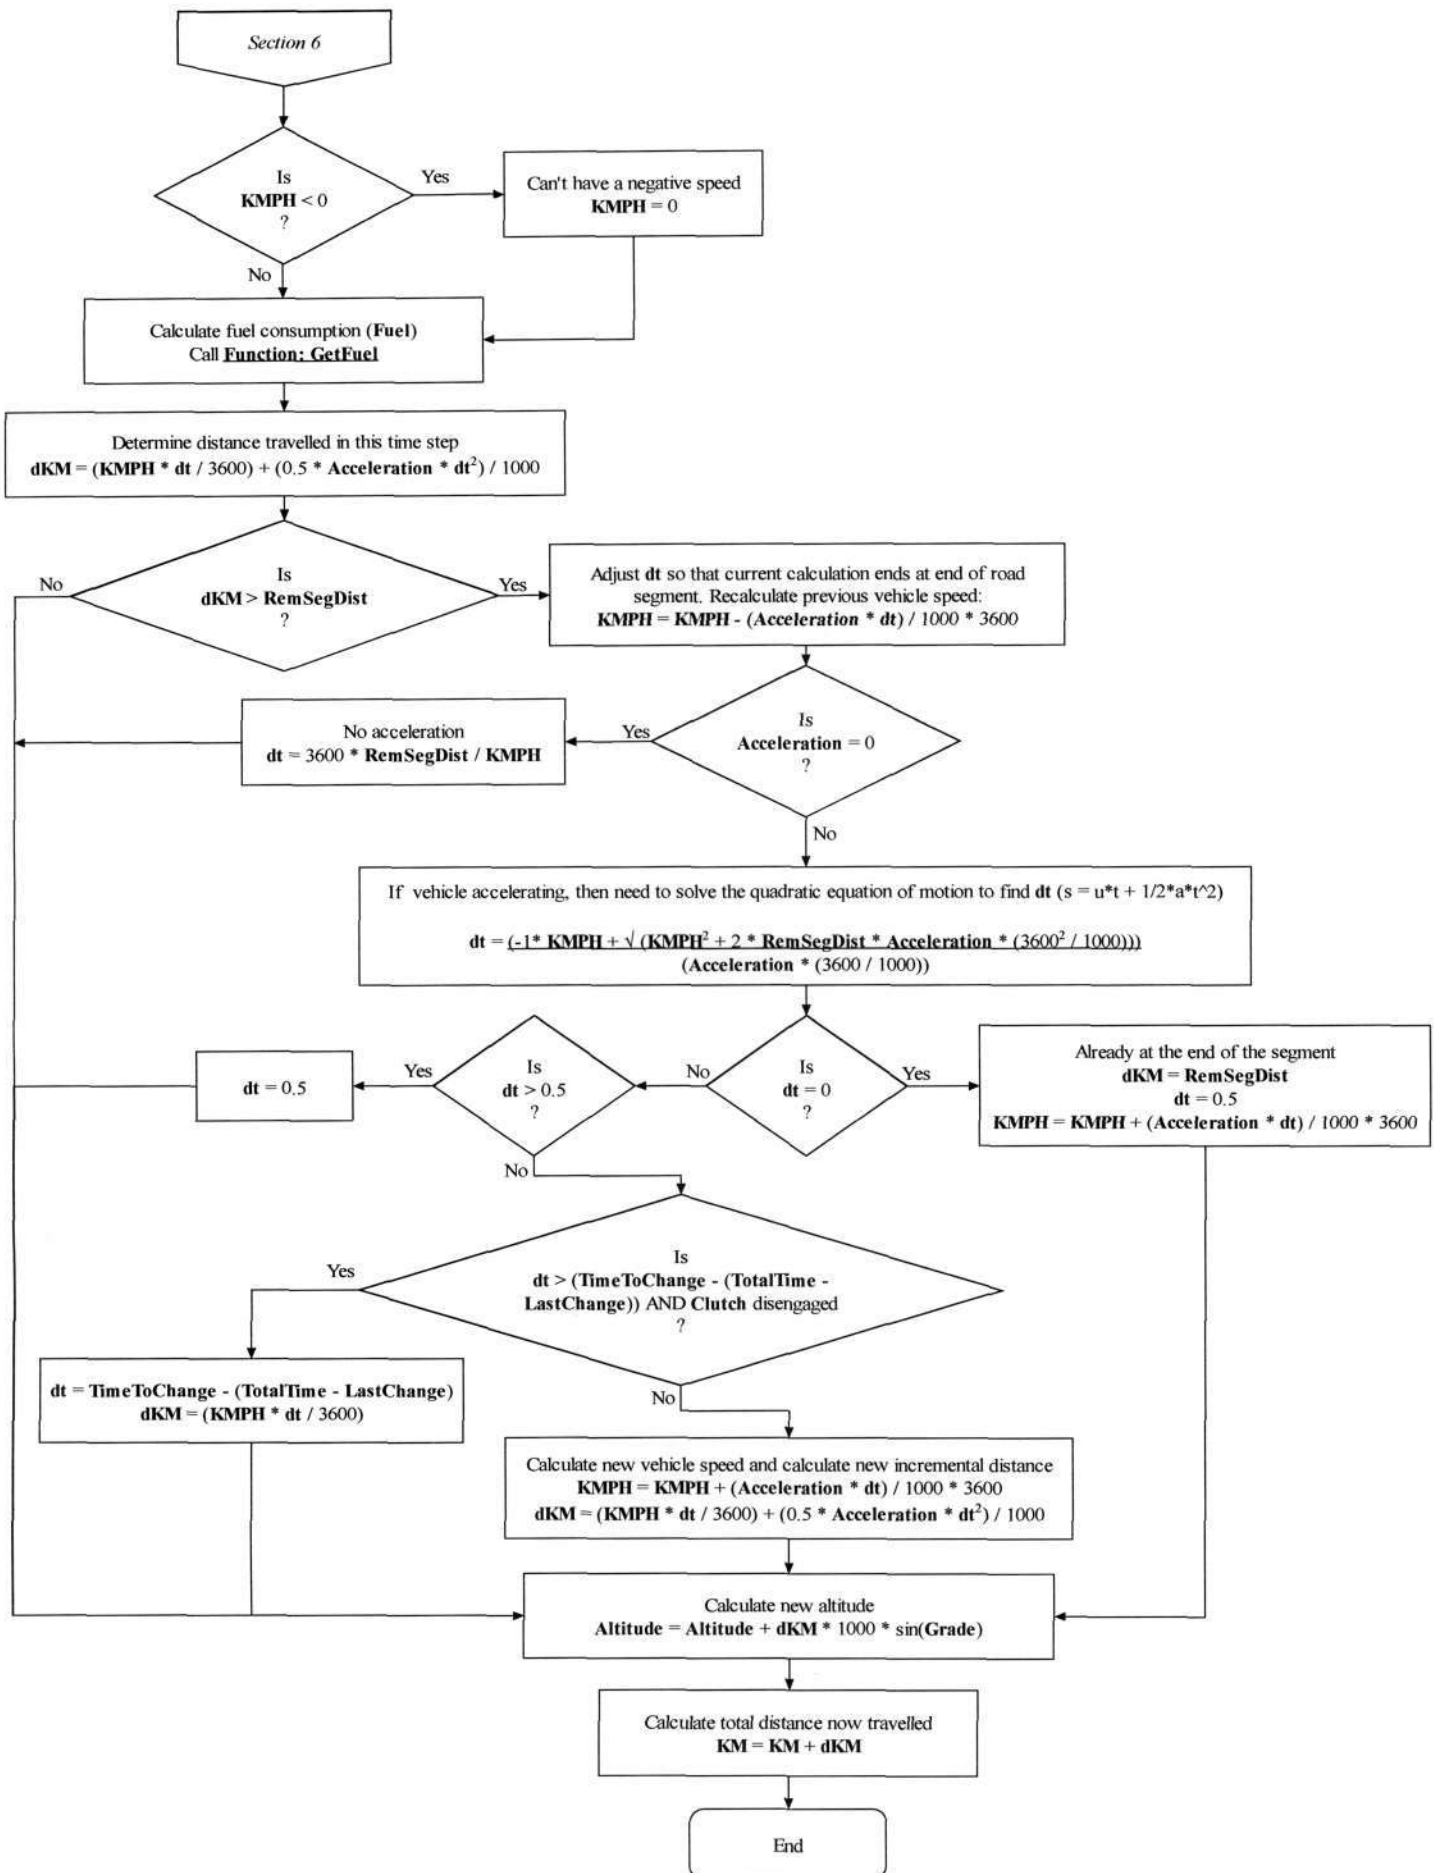 Section 6
Is
KMPH < 0
?
Yes
Can't have a negative speed
KMPH = 0
No
Calculate fuel consumption (Fuel)
Call Function: GetFuel
Determine distance travelled in this time step
dKM = (KMPH * dt / 3600) + (0.5 * Acceleration * dt²) / 1000
No
Is
dKM > RemSegDist
?
Yes
Adjust dt so that current calculation ends at end of road
segment. Recalculate previous vehicle speed:
KMPH = KMPH - (Acceleration * dt) / 1000 * 3600
No acceleration
dt = 3600 * RemSegDist / KMPH
Yes
Is
Acceleration = 0
?
No
If vehicle accelerating, then need to solve the quadratic equation of motion to find dt (s = u*t + 1/2*a*t^2)
dt = (-1* KMPH + √ (KMPH² + 2 * RemSegDist * Acceleration * (3600² / 1000)))
(Acceleration * (3600 / 1000))
dt = 0.5
Yes
Is
dt > 0.5
?
No
Is
dt = 0
?
Yes
Already at the end of the segment
dKM = RemSegDist
dt = 0.5
KMPH = KMPH + (Acceleration * dt) / 1000 * 3600
No
Yes
Is
dt > (TimeToChange - (TotalTime -
LastChange)) AND Clutch disengaged
?
dt = TimeToChange - (TotalTime - LastChange)
dKM = (KMPH * dt / 3600)
No
Calculate new vehicle speed and calculate new incremental distance
KMPH = KMPH + (Acceleration * dt) / 1000 * 3600
dKM = (KMPH * dt / 3600) + (0.5 * Acceleration * dt²) / 1000
Calculate new altitude
Altitude = Altitude + dKM * 1000 * sin(Grade)
Calculate total distance now travelled
KM = KM + dKM
End